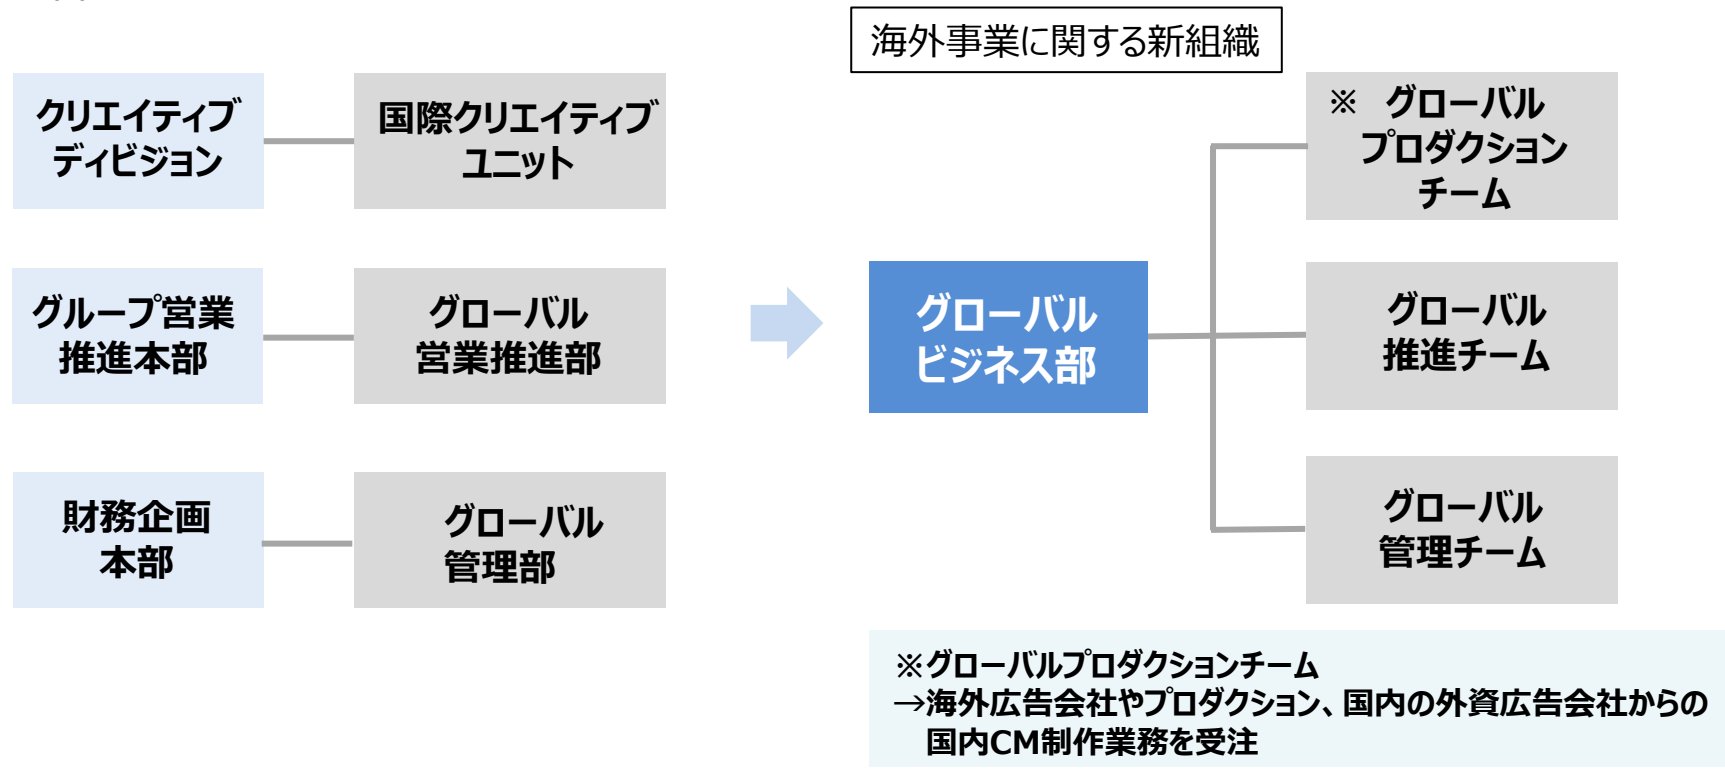 海外事業に関する新組織
クリエイティブ
ディビジョン
国際クリエイティブ
ユニット
グループ営業
推進本部
グローバル
営業推進部
財務企画
本部
グローバル
管理部
グローバル
ビジネス部
※ グローバル
プロダクション
チーム
グローバル
推進チーム
グローバル
管理チーム
※グローバルプロダクションチーム
→海外広告会社やプロダクション、国内の外資広告会社からの
国内CM制作業務を受注